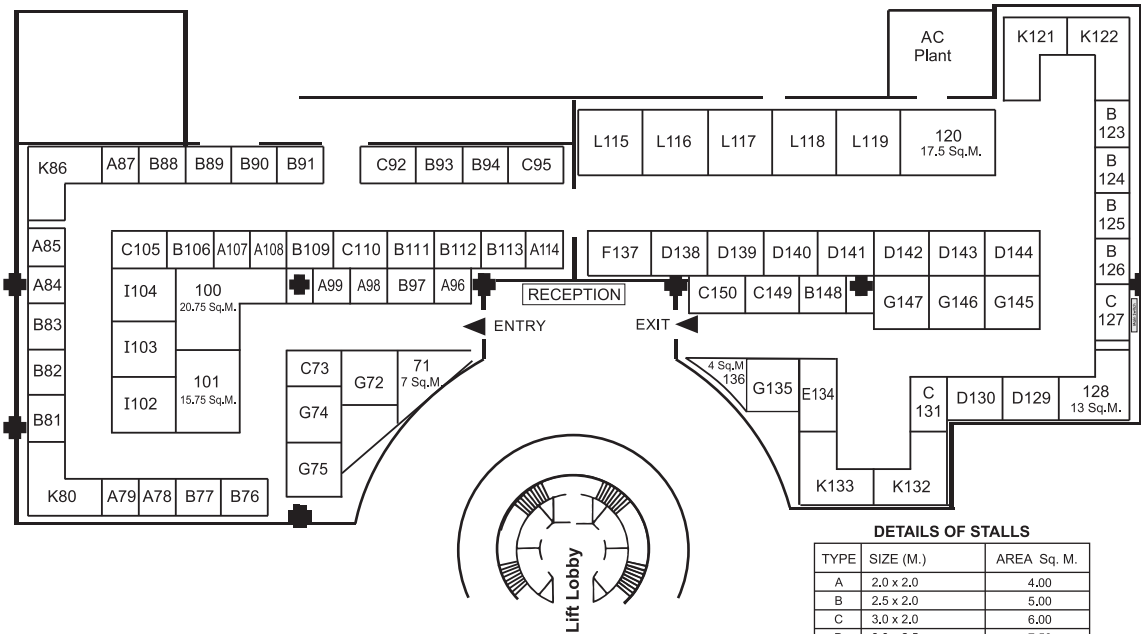 AC
Plant
K121 K122
L115 L116 L117 L118 L119 120
17.5 Sq.M.
B
123
K86 A87 B88 B89 B90 B91 C92 B93 B94 C95
B
124
B
125
A85 C105 B106 A107 A108 B109 C110 B111 B112 B113 A114 F137 D138 D139 D140 D141 D142 D143 D144
B
126
A84 I104 100
20.75 Sq.M.
A99 A98 B97 A96 RECEPTION C150 C149 B148 G147 G146 G145
C
127
B83 ENTRY EXIT
I103
B82 C73 G72 71
7 Sq.M.
4 Sq.M
136
G135 E134
101
15.75 Sq.M.
I102
B81 G74 C
131
D130 D129 128
13 Sq.M.
G75
K80 A79 A78 B77 B76 K133 K132
Lift Lobby
DETAILS OF STALLS
TYPE SIZE (M.) AREA Sq. M.
A 2.0 x 2.0 4.00
B 2.5 x 2.0 5.00
C 3.0 x 2.0 6.00